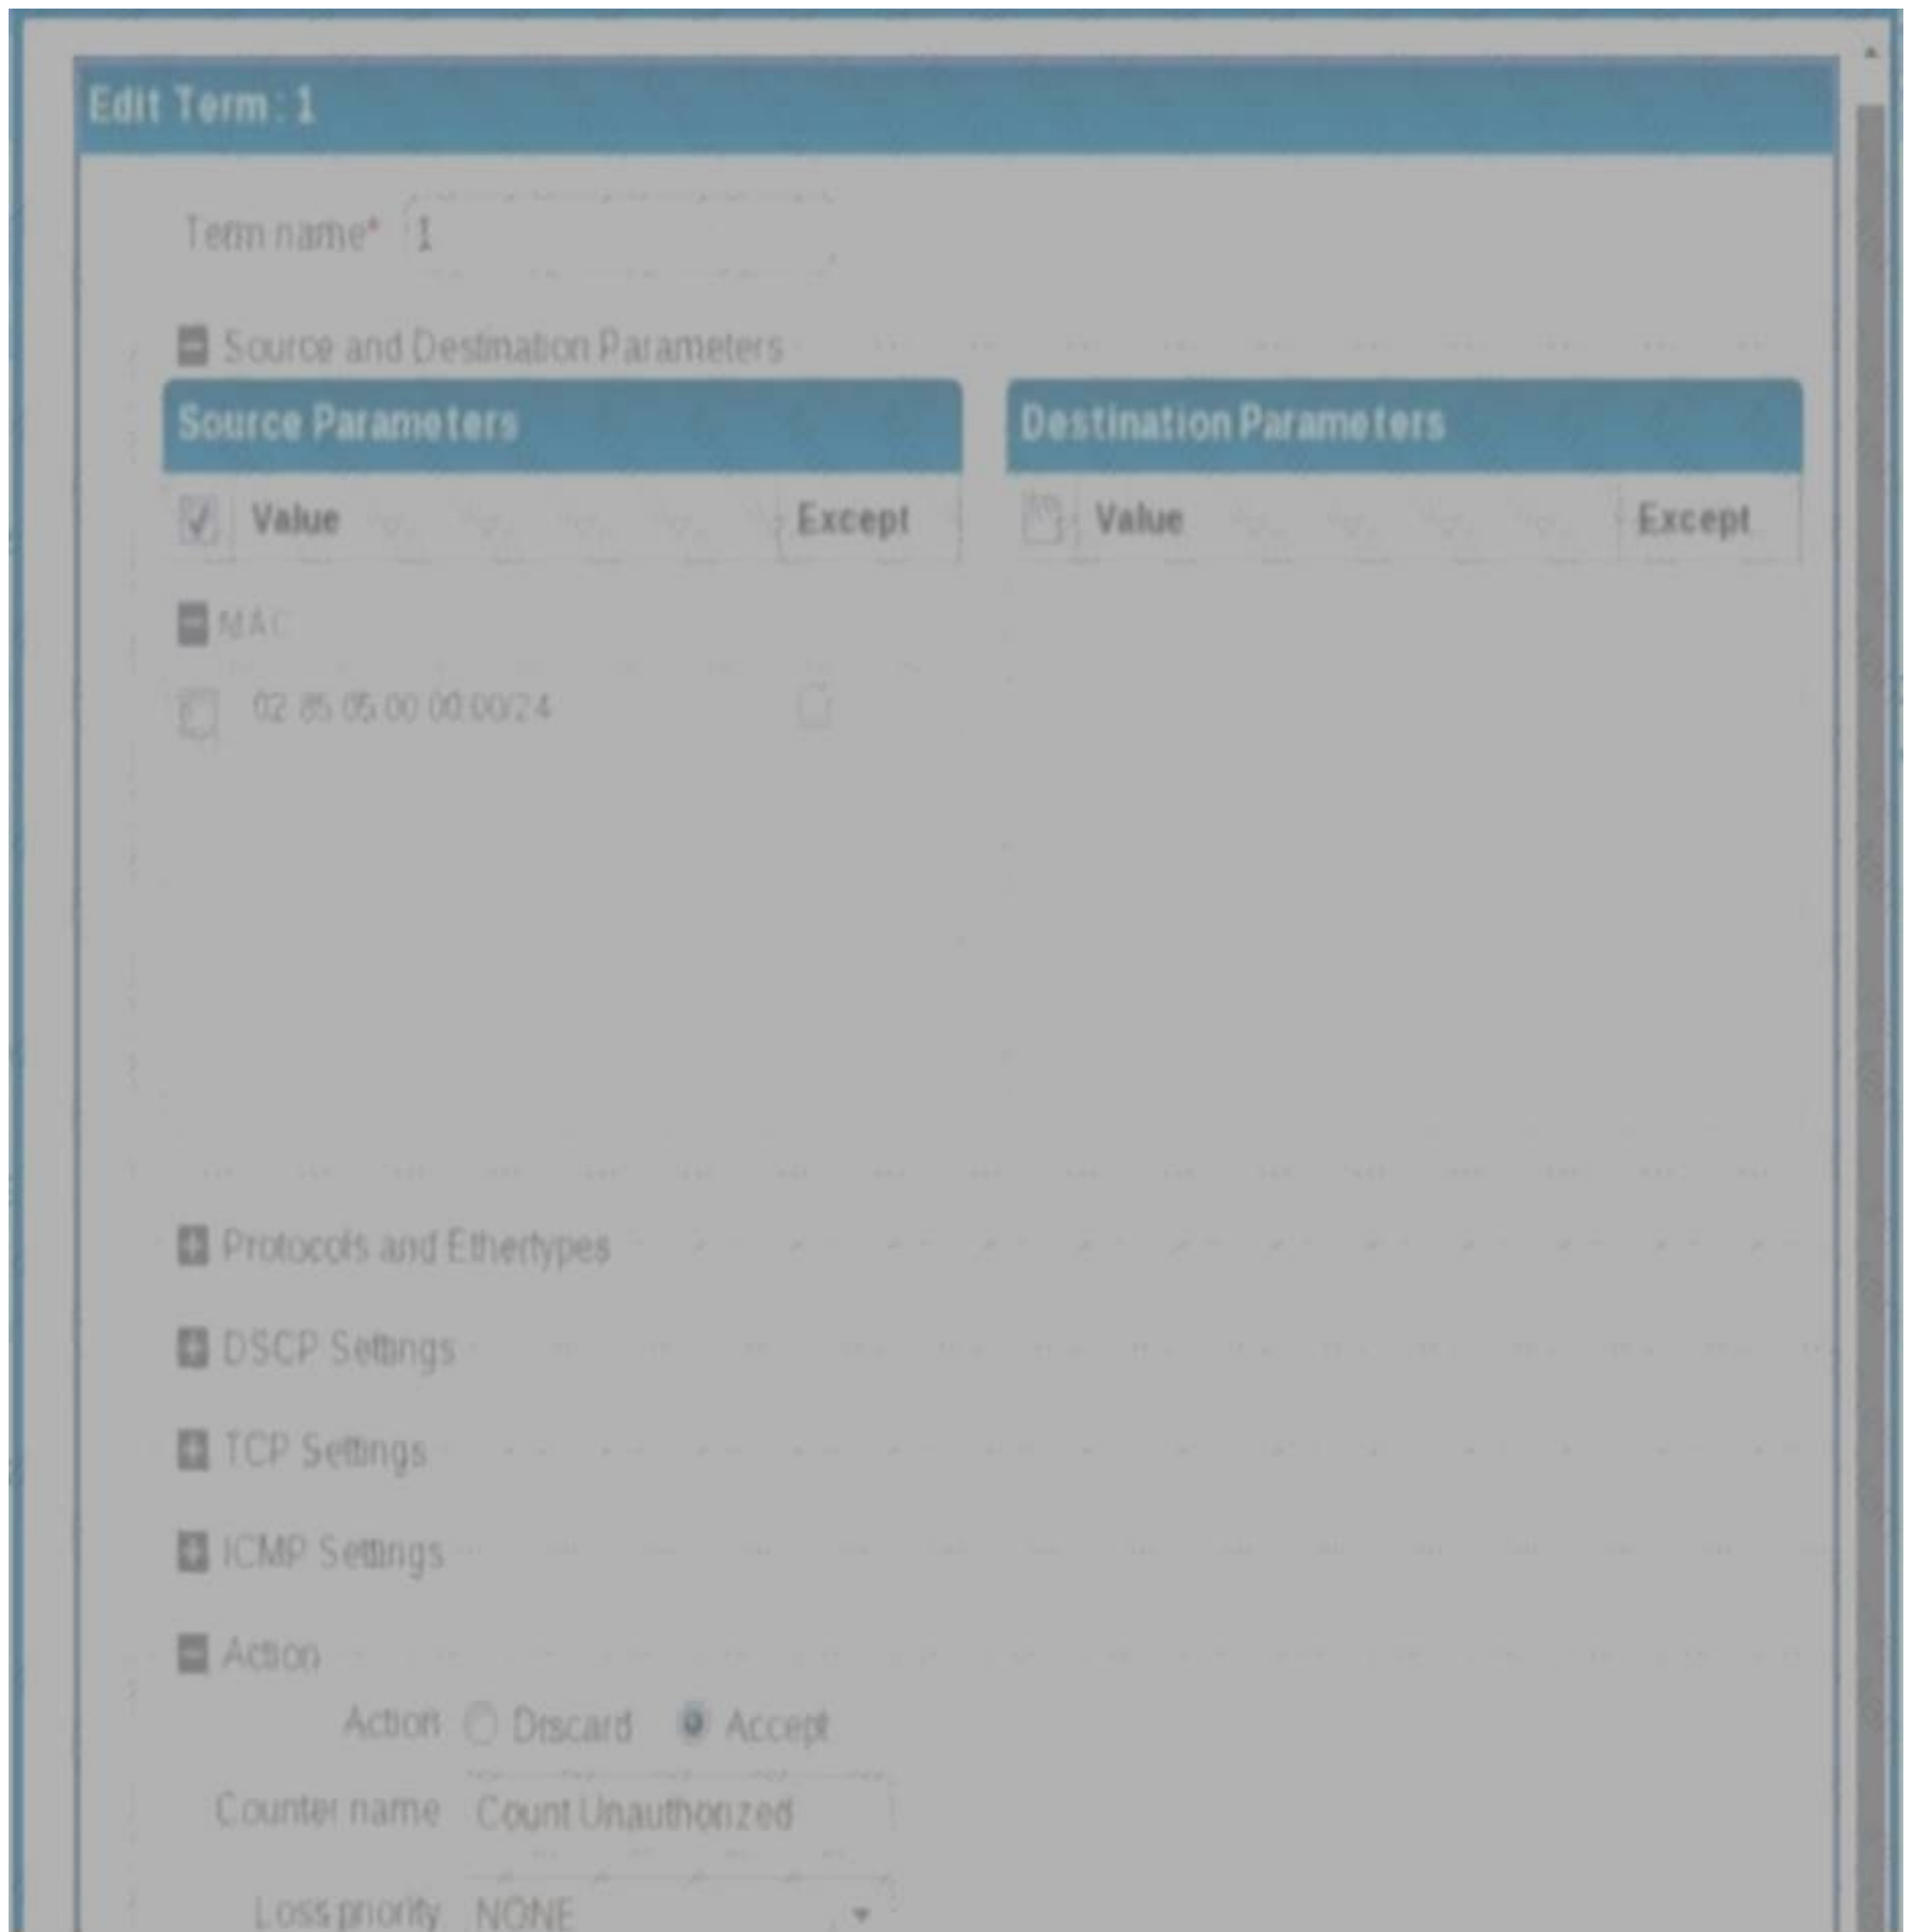 Edit Term : 1
Term name* 1
Source and Destination Parameters
Source Parameters
Destination Parameters
Value Except
Value Except
MAC
02 85 05 00 00:00/24
Protocols and Ethertypes
DSCP Settings
TCP Settings
ICMP Settings
Action
Action Discard Accept
Counter name Count Unauthorized
Loss priority NONE